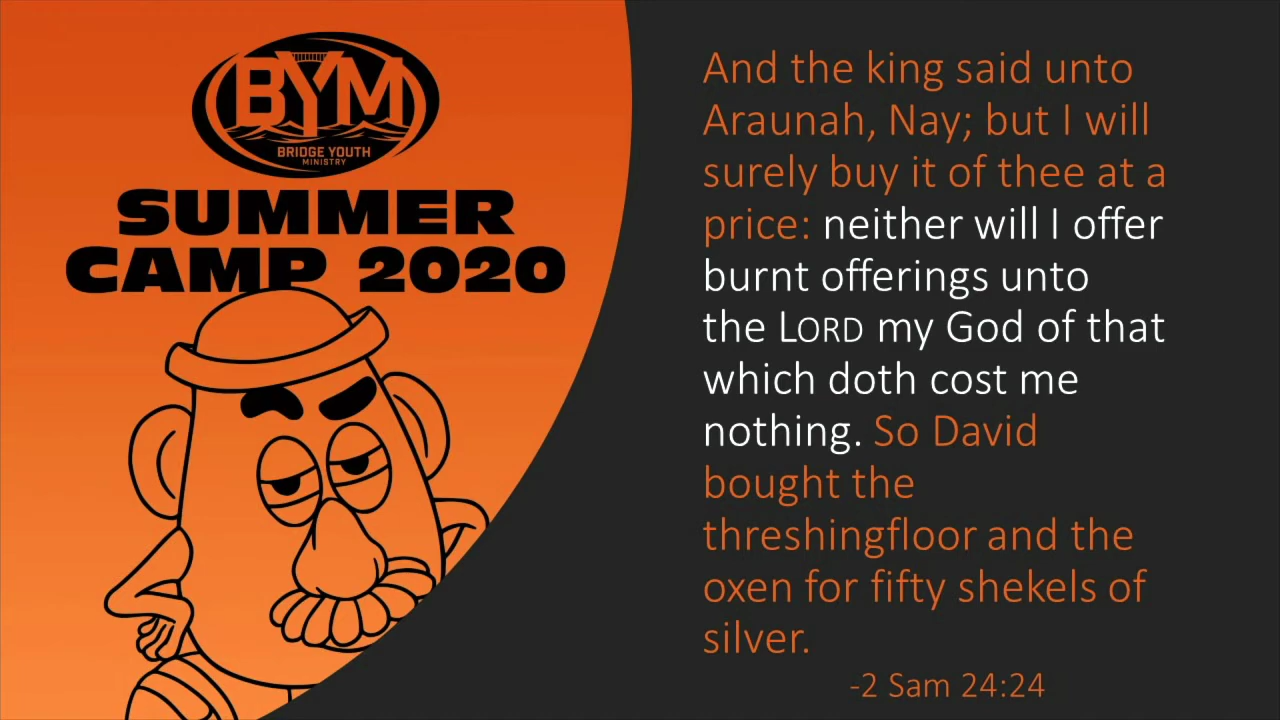 BYM
BRIDGE YOUTH
MINISTRY
SUMMER
CAMP 2020
And the king said unto
Araunah, Nay; but I will
surely buy it of thee at a
price: neither will I offer
burnt offerings unto
the LORD my God of that
which doth cost me
nothing. So David
bought the
threshingfloor and the
oxen for fifty shekels of
silver.
-2 Sam 24:24